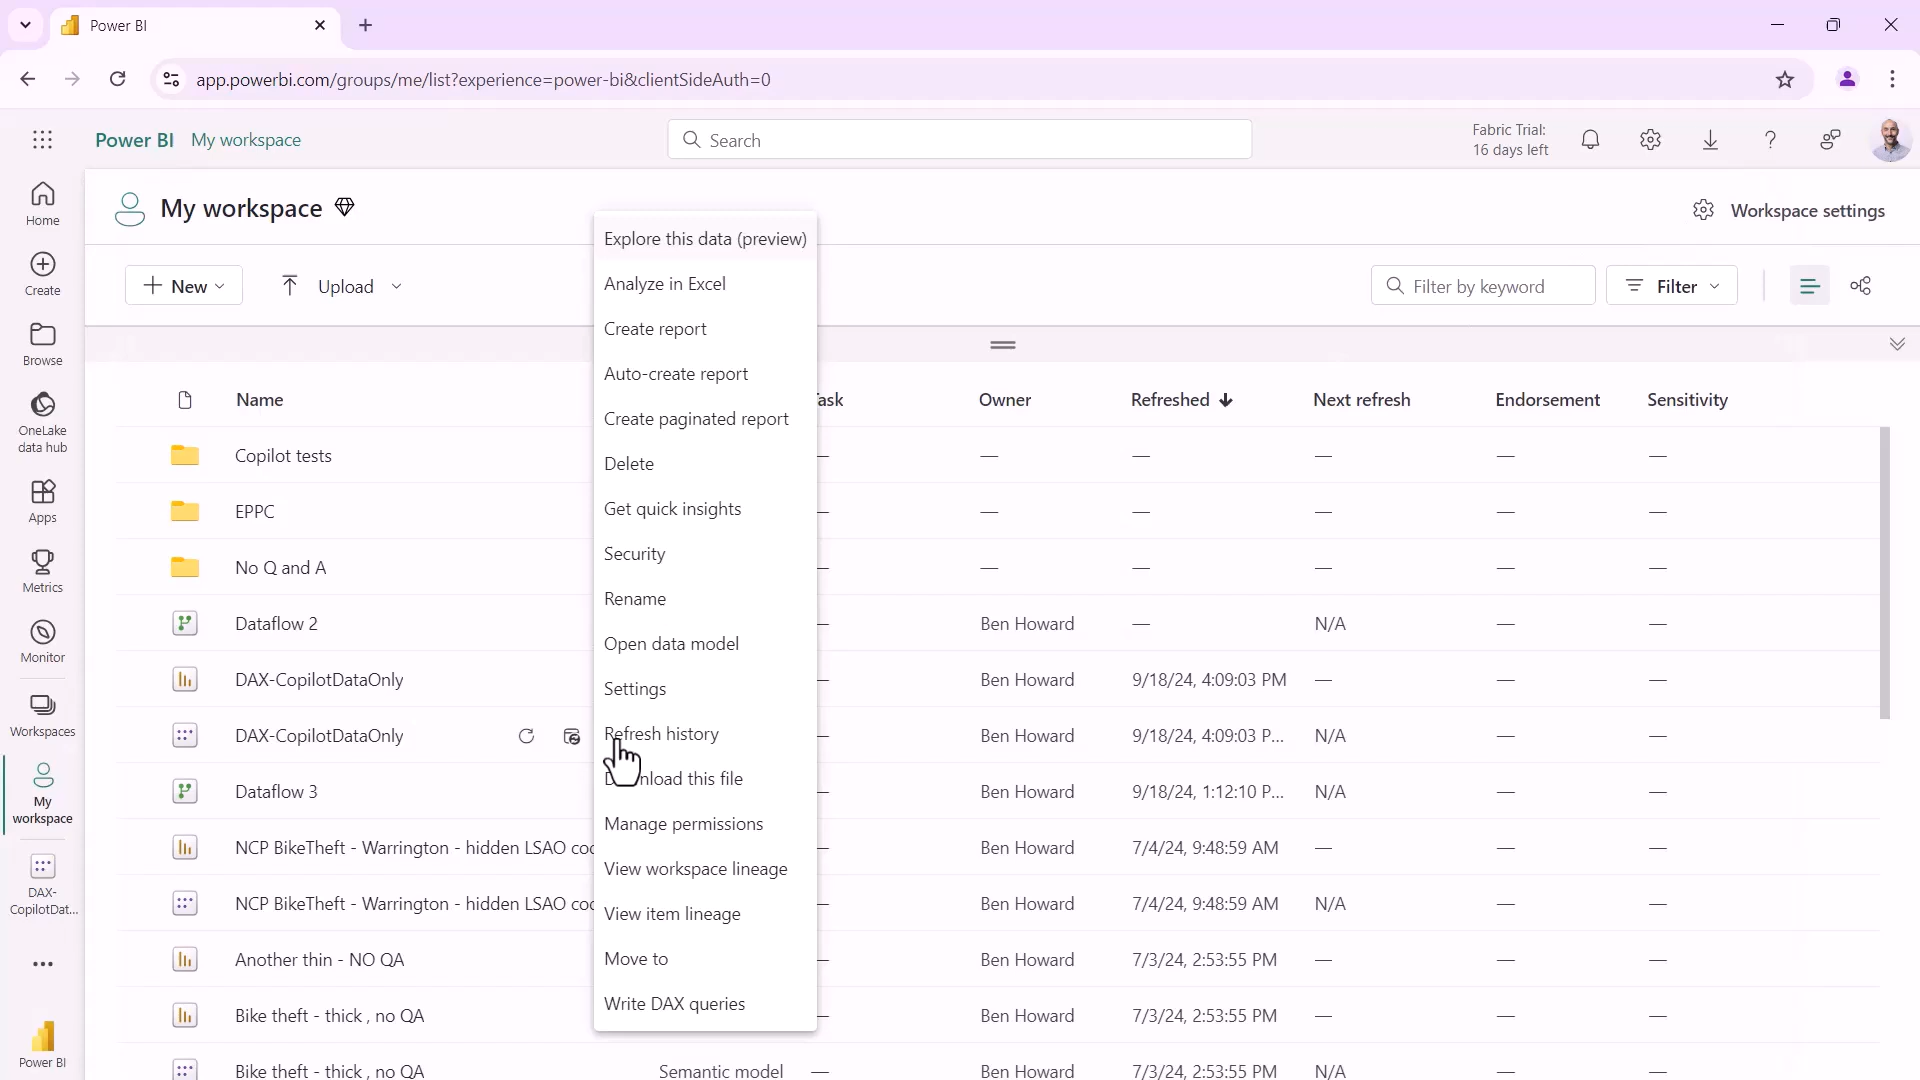 Power BI
app.powerbi.com/groups/me/list?experience=power-bi&clientSideAuth=0
Power BI My workspace
Search
Fabric Trial:
16 days left
Home
Create
Browse
OneLake
data hub
Apps
Metrics
Monitor
Workspaces
My
workspace
DAX-
CopilotDat...
Power BI
My workspace
Workspace settings
New
Upload
Filter by keyword
Filter
Explore this data (preview)
Analyze in Excel
Create report
Auto-create report
Create paginated report
Delete
Get quick insights
Security
Rename
Open data model
Settings
Refresh history
this file
Manage permissions
View workspace lineage
View item lineage
Move to
Write DAX queries
Name Owner Refreshed Next refresh Endorsement Sensitivity
Copilot tests — — — — — —
EPPC — — — — — —
No Q and A — — — — — —
Dataflow 2 — Ben Howard — N/A — —
DAX-CopilotDataOnly — Ben Howard 9/18/24, 4:09:03 PM — — —
DAX-CopilotDataOnly — Ben Howard 9/18/24, 4:09:03 P... N/A — —
Dataflow 3 — Ben Howard 9/18/24, 1:12:10 P... N/A — —
NCP BikeTheft - Warrington - hidden LSAO — Ben Howard 7/4/24, 9:48:59 AM — — —
NCP BikeTheft - Warrington - hidden LSAO — Ben Howard 7/4/24, 9:48:59 AM N/A — —
Another thin - NO QA — Ben Howard 7/3/24, 2:53:55 PM — — —
Bike theft - thick , no QA — Ben Howard 7/3/24, 2:53:55 PM — — —
Bike theft - thick , no QA Semantic model — Ben Howard 7/3/24, 2:53:55 PM N/A — —